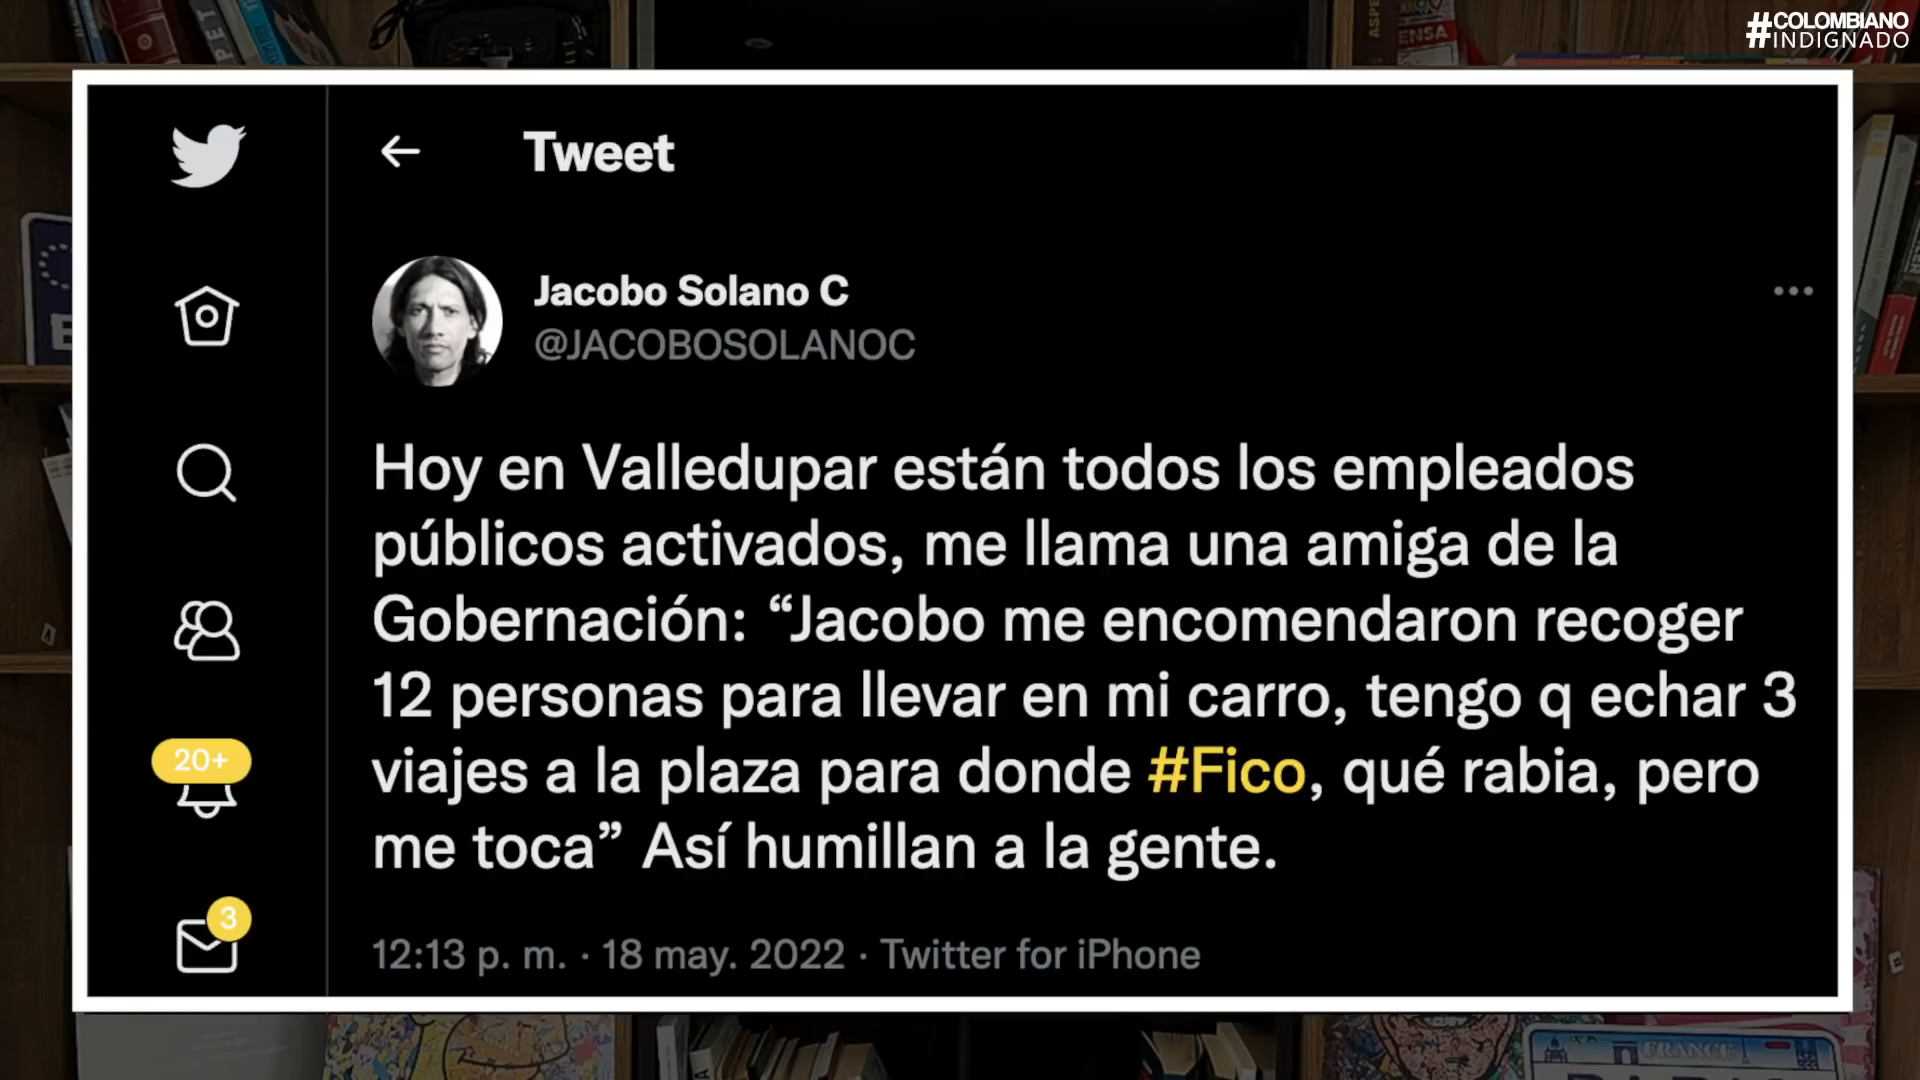 #COLOMBIANO
INDIGNADO
ENSA
Tweet
Jacobo Solano C
@JACOBOSOLANOC
Hoy en Valledupar están todos los empleados
públicos activados, me llama una amiga de la
Gobernación: “Jacobo me encomendaron recoger
12 personas para llevar en mi carro, tengo q echar 3
viajes a la plaza para donde #Fico, qué rabia, pero
me toca” Así humillan a la gente.
20+
3
12:13 p. m. · 18 may. 2022 · Twitter for iPhone
FRANCE